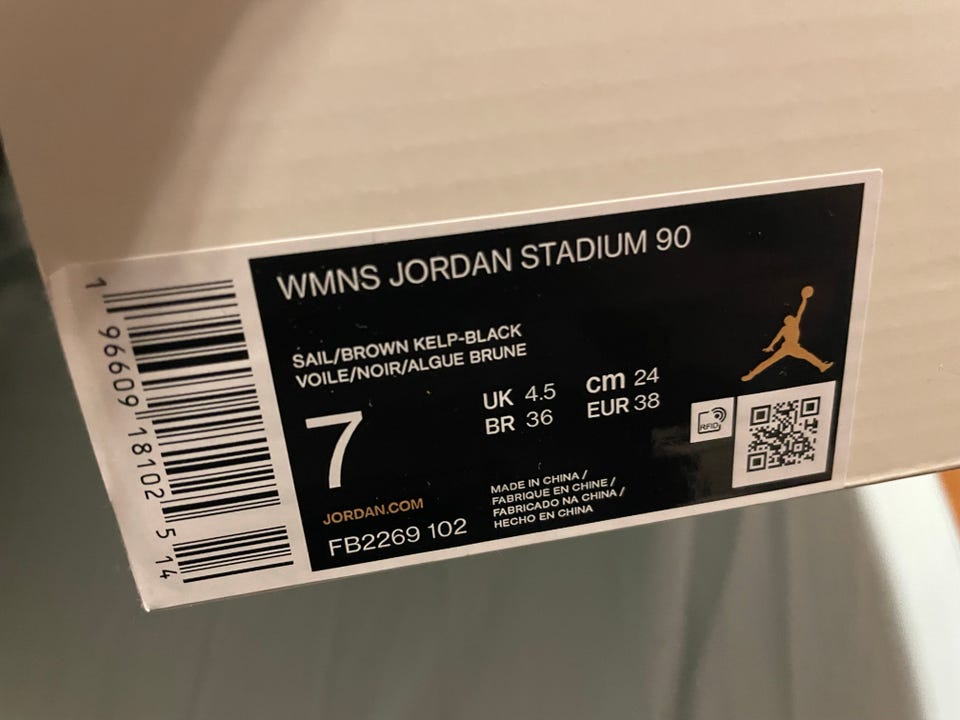 WMNS JORDAN STADIUM 90
SAIL/BROWN KELP-BLACK
VOILE/NOIR/ALGUE BRUNE
7
UK 4.5
cm 24
BR 36
EUR 38
RFID
MADE IN CHINA /
FABRIQUE EN CHINE /
FABRICADO NA CHINA /
HECHO EN CHINA
JORDAN.COM
FB2269 102
1 96609 18102 5 14